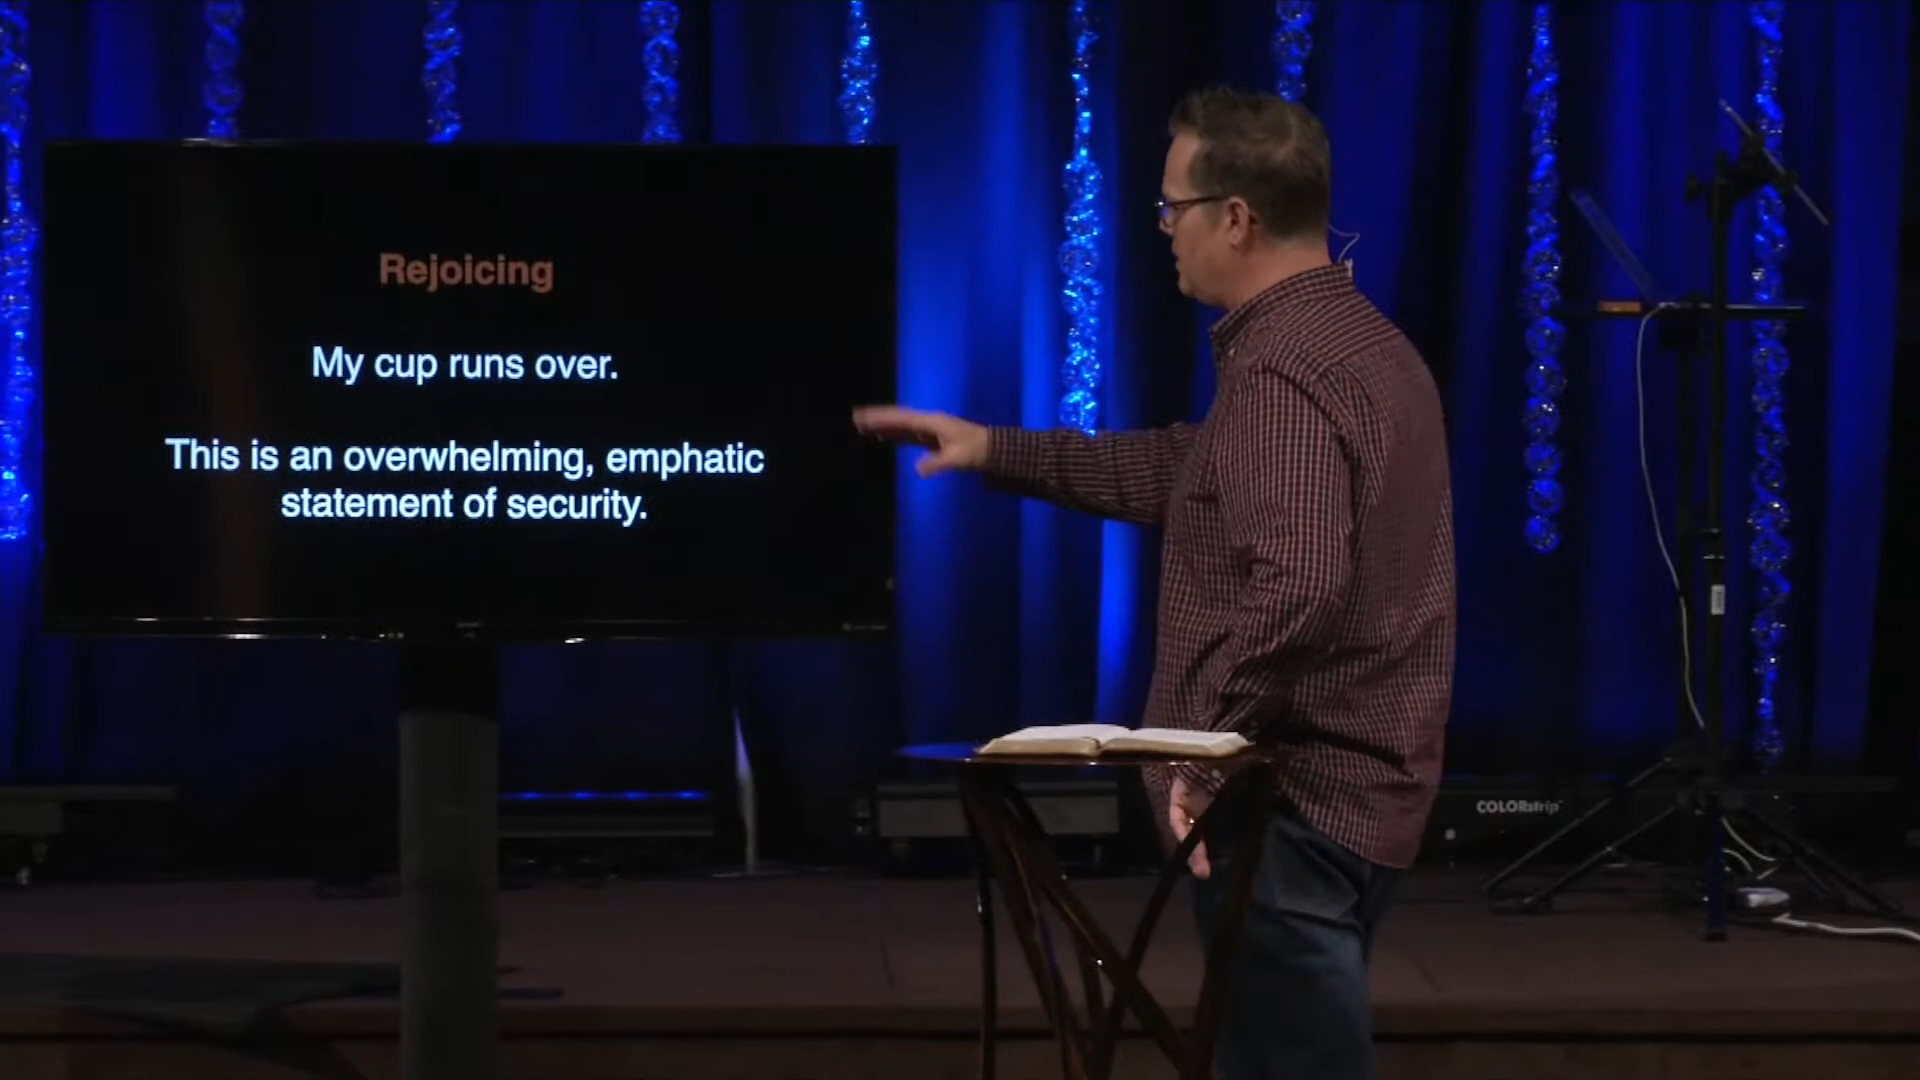 Rejoicing
My cup runs over.
This is an overwhelming, emphatic
statement of security.
COLORstrip